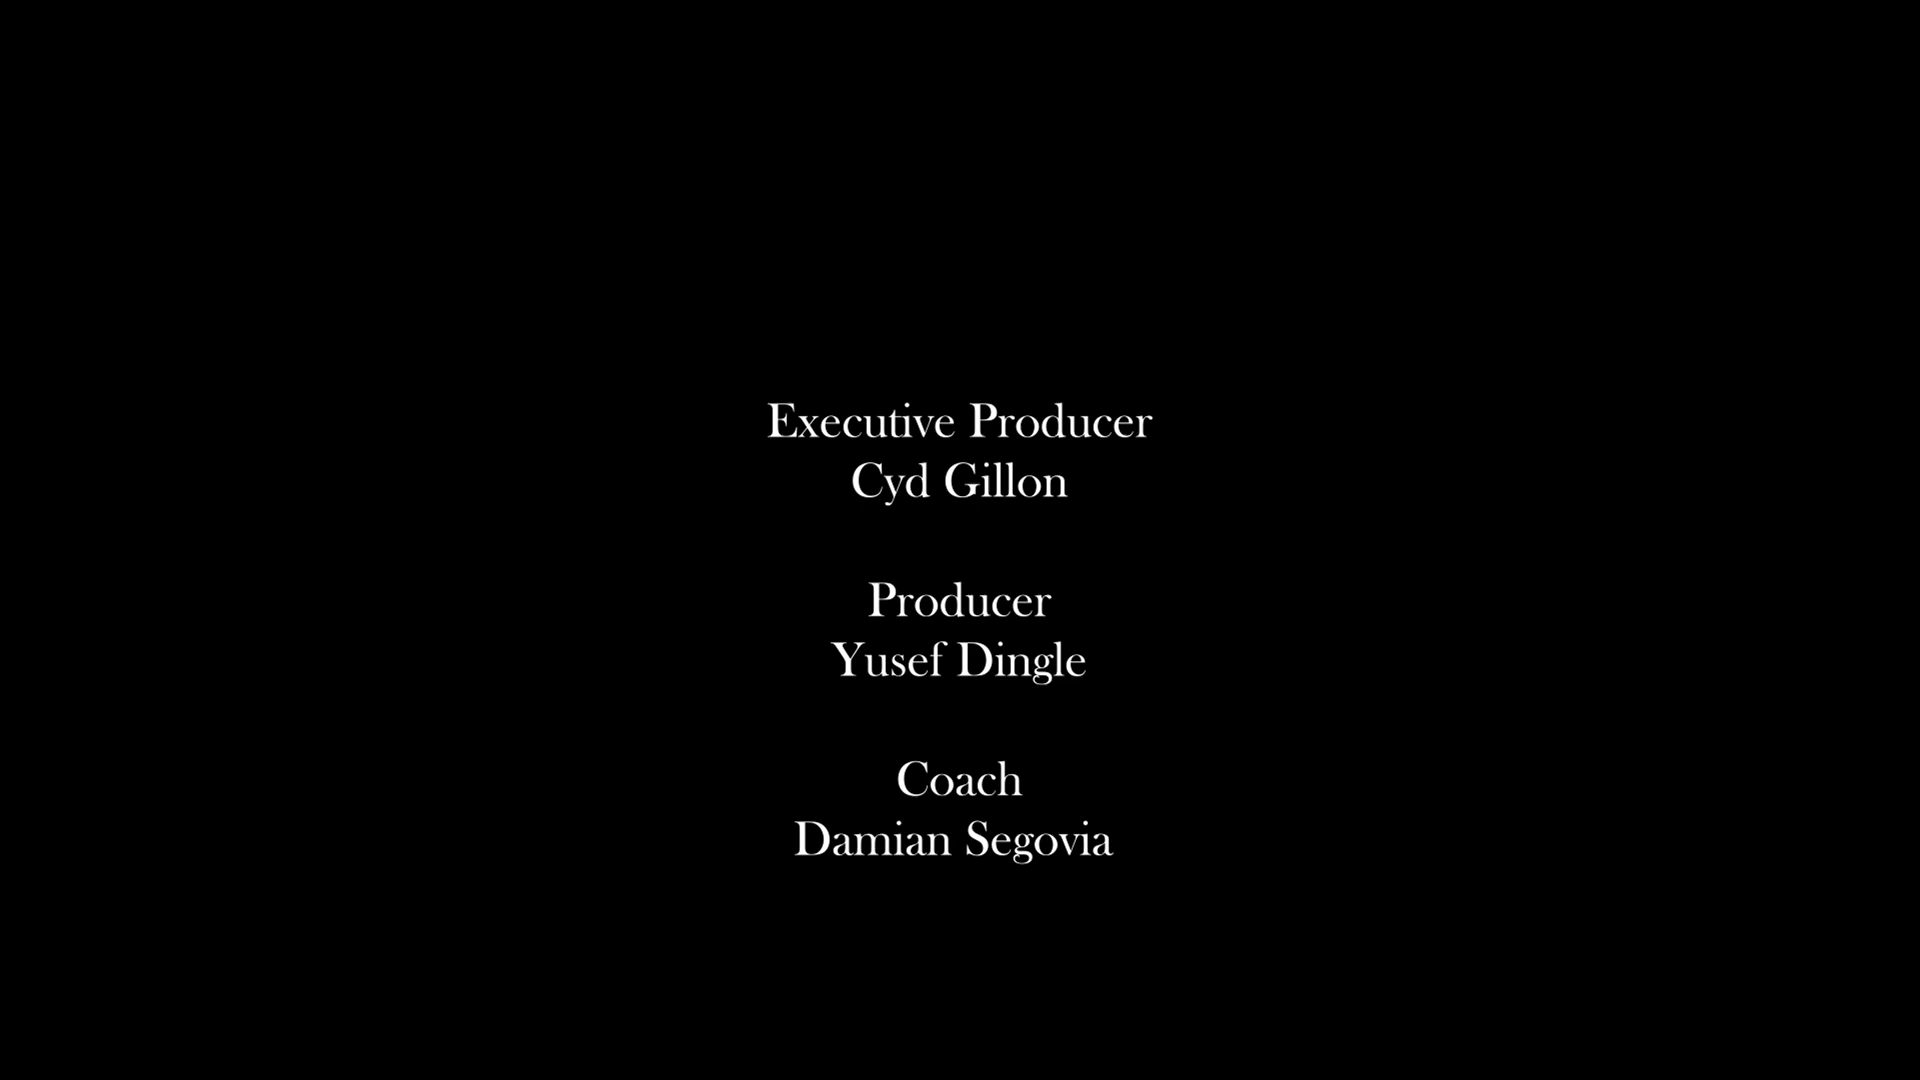 Executive Producer
Cyd Gillon
Producer
Yusef Dingle
Coach
Damian Segovia